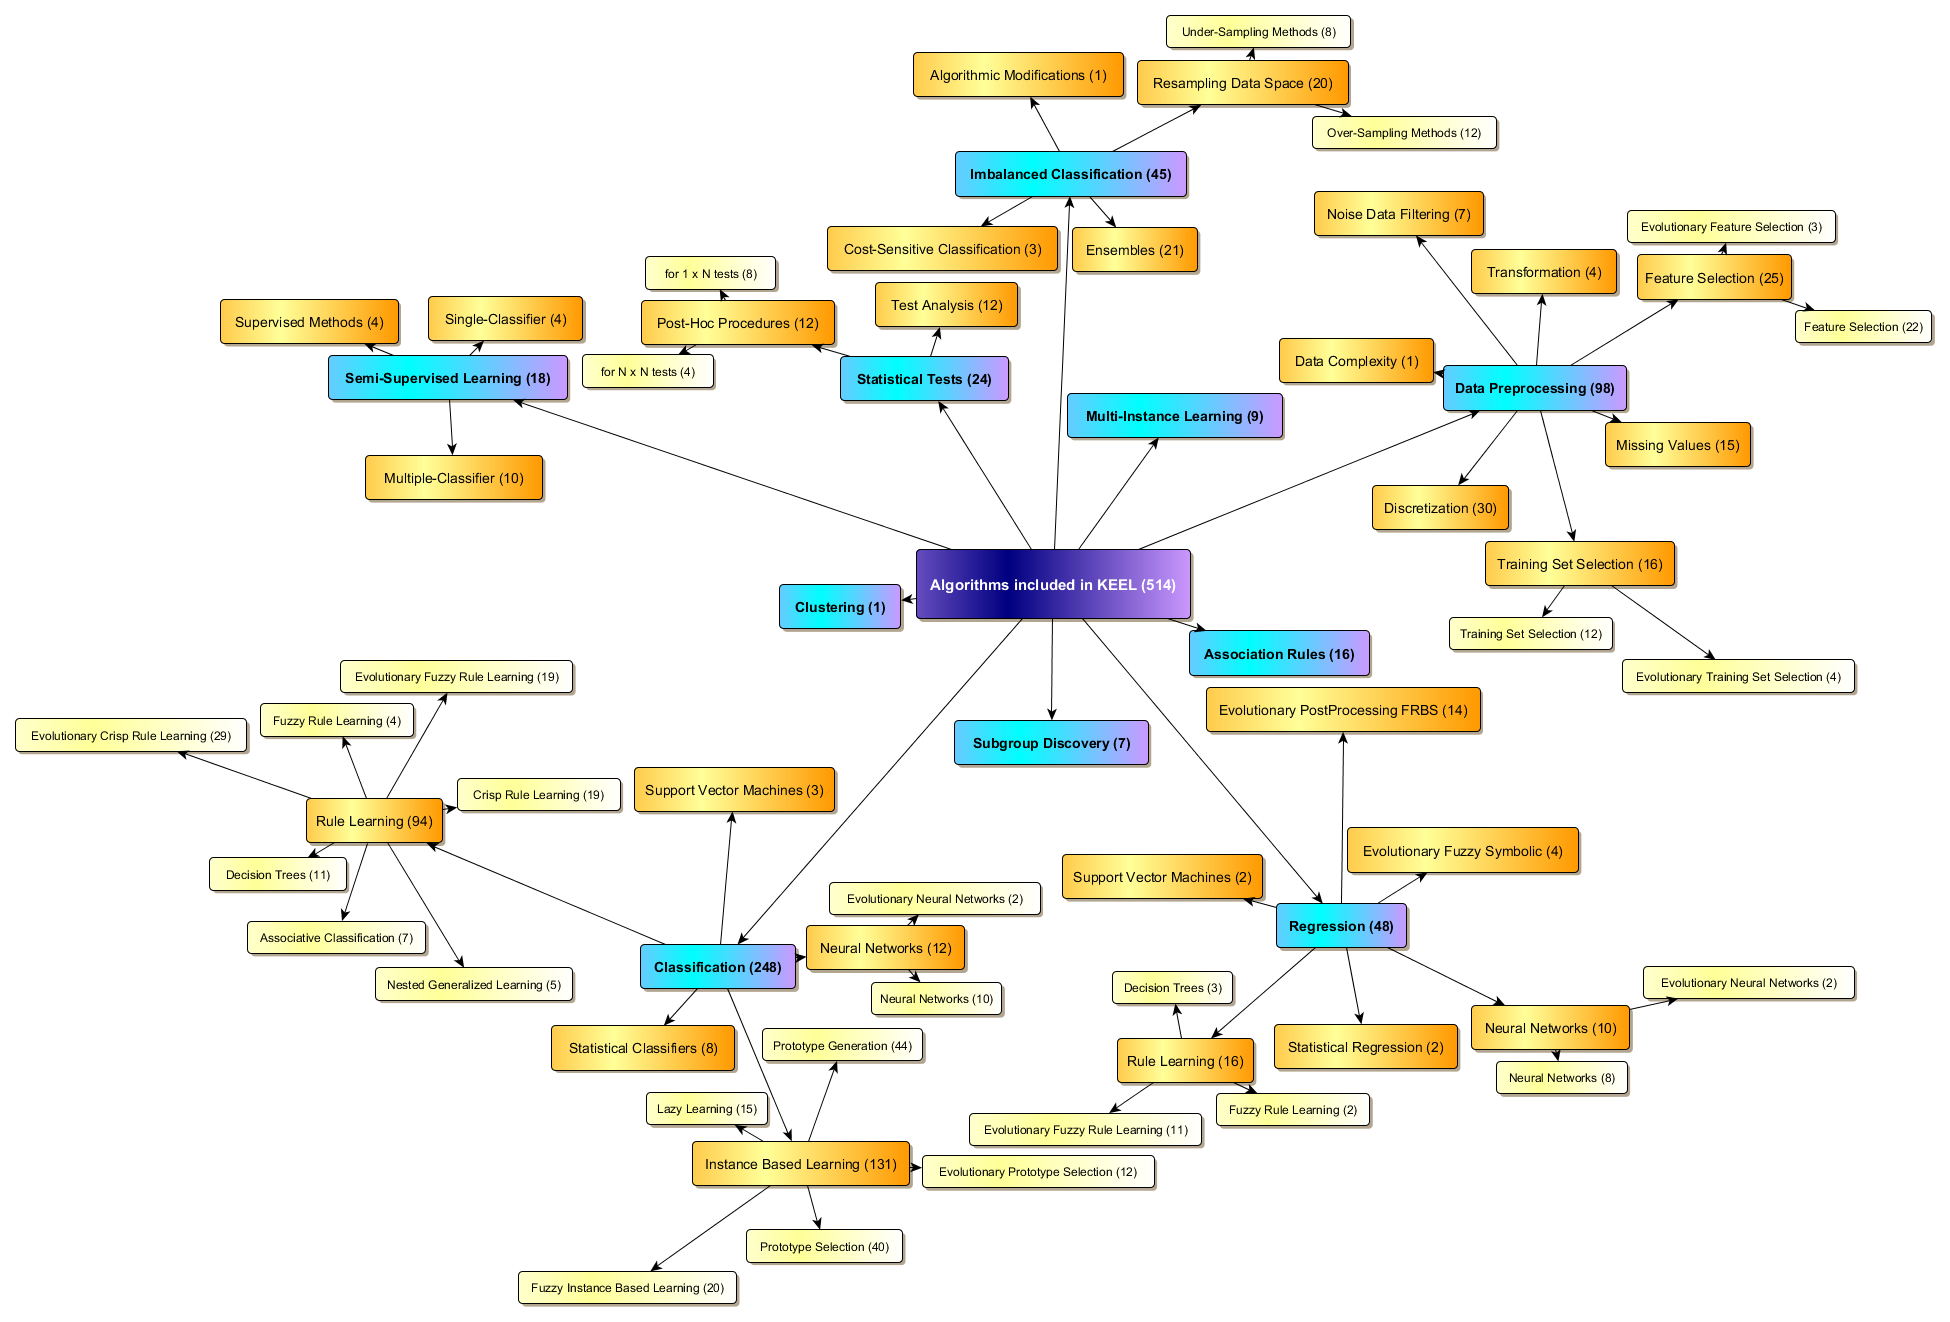 Under-Sampling Methods (8)
Algorithmic Modifications (1)
Resampling Data Space (20)
Over-Sampling Methods (12)
Imbalanced Classification (45)
Cost-Sensitive Classification (3)
Ensembles (21)
Noise Data Filtering (7)
Evolutionary Feature Selection (3)
Transformation (4)
Feature Selection (25)
Feature Selection (22)
Data Complexity (1)
Data Preprocessing (98)
Missing Values (15)
Discretization (30)
Training Set Selection (16)
Training Set Selection (12)
Evolutionary Training Set Selection (4)
for 1 x N tests (8)
Post-Hoc Procedures (12)
for N x N tests (4)
Test Analysis (12)
Statistical Tests (24)
Supervised Methods (4)
Single-Classifier (4)
Semi-Supervised Learning (18)
Multiple-Classifier (10)
Multi-Instance Learning (9)
Algorithms included in KEEL (514)
Clustering (1)
Association Rules (16)
Subgroup Discovery (7)
Evolutionary Fuzzy Rule Learning (19)
Fuzzy Rule Learning (4)
Evolutionary Crisp Rule Learning (29)
Crisp Rule Learning (19)
Rule Learning (94)
Decision Trees (11)
Associative Classification (7)
Nested Generalized Learning (5)
Support Vector Machines (3)
Classification (248)
Evolutionary Neural Networks (2)
Neural Networks (12)
Neural Networks (10)
Statistical Classifiers (8)
Prototype Generation (44)
Lazy Learning (15)
Instance Based Learning (131)
Evolutionary Prototype Selection (12)
Prototype Selection (40)
Fuzzy Instance Based Learning (20)
Evolutionary PostProcessing FRBS (14)
Evolutionary Fuzzy Symbolic (4)
Support Vector Machines (2)
Regression (48)
Decision Trees (3)
Rule Learning (16)
Evolutionary Fuzzy Rule Learning (11)
Fuzzy Rule Learning (2)
Statistical Regression (2)
Evolutionary Neural Networks (2)
Neural Networks (10)
Neural Networks (8)